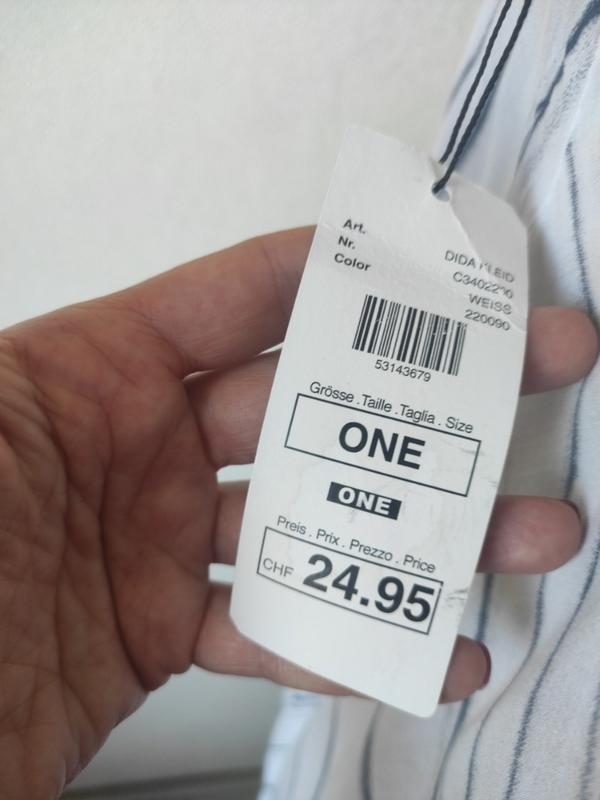 Art. DIDA KLEID
Nr.
Color WEISS
220090
53143679
Grösse . Taille . Taglia . Size
ONE
ONE
Preis . Prix . Prezzo . Price
CHF 24.95